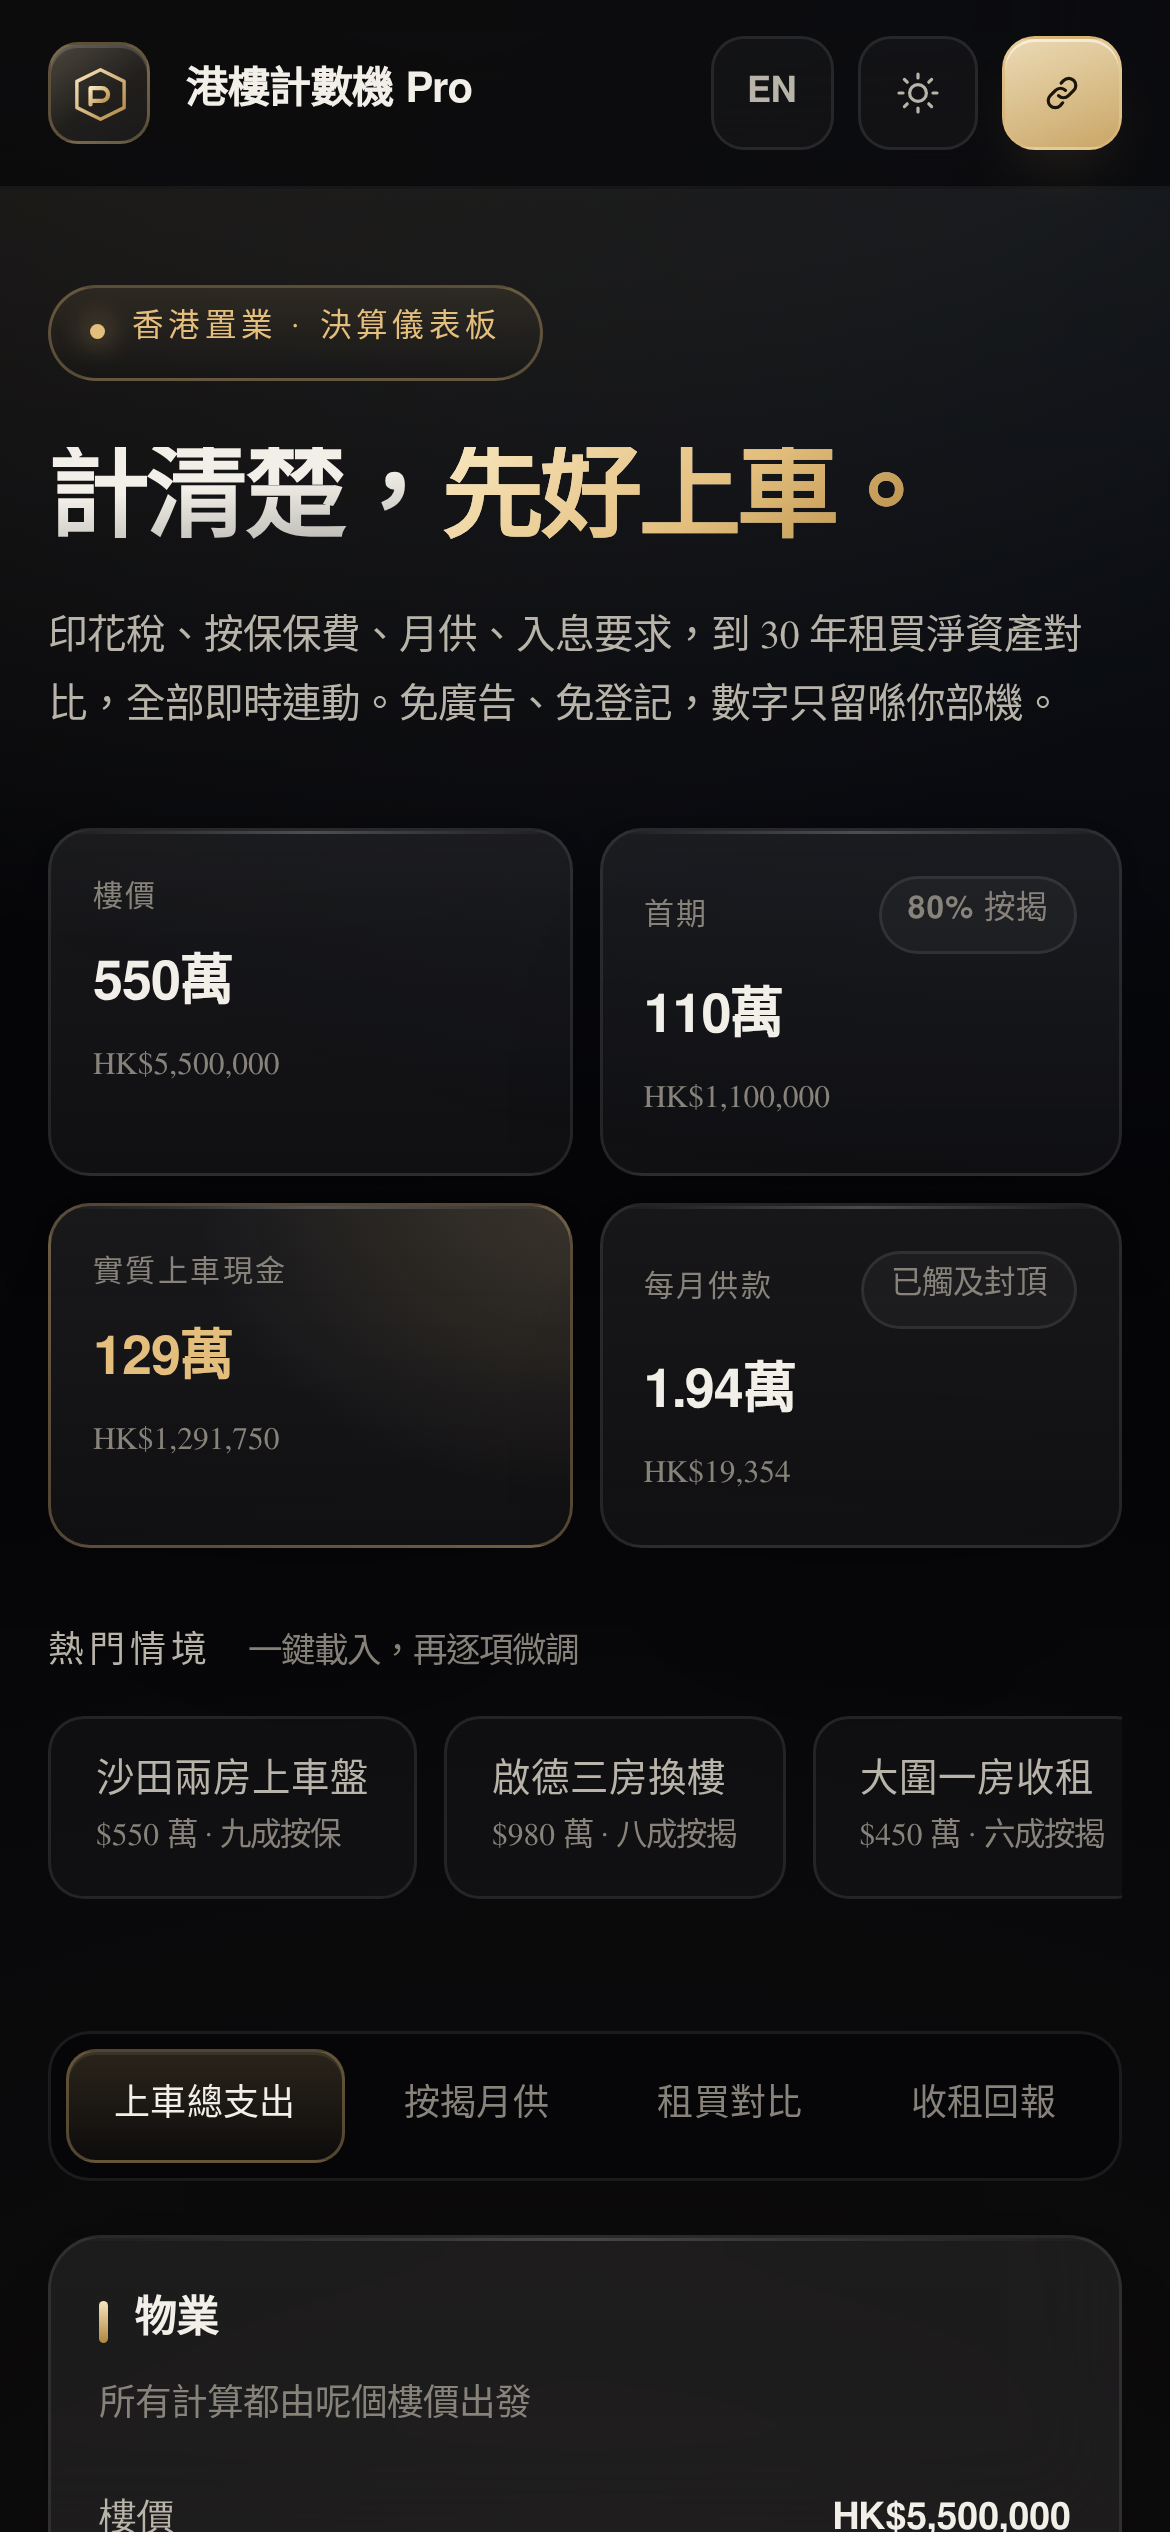 港樓計數機 Pro
EN
香港置業 · 決算儀表板
計清楚，先好上車。
印花稅、按保保費、月供、入息要求，到 30 年租買淨資產對
比，全部即時連動。免廣告、免登記，數字只留喺你部機。
樓價
550萬
HK$5,500,000
首期
80% 按揭
110萬
HK$1,100,000
實質上車現金
129萬
HK$1,291,750
每月供款
已觸及封頂
1.94萬
HK$19,354
熱門情境 一鍵載入，再逐項微調
沙田兩房上車盤
$550 萬 · 九成按保
啟德三房換樓
$980 萬 · 八成按揭
大圍一房收租
$450 萬 · 六成按揭
上車總支出 按揭月供 租買對比 收租回報
物業
所有計算都由呢個樓價出發
樓價 HK$5,500,000